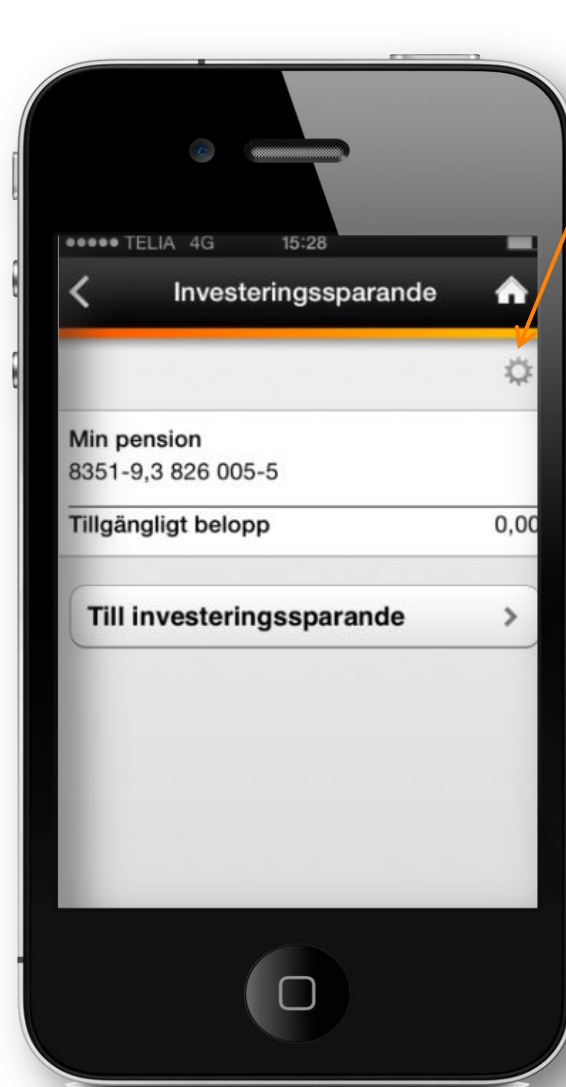 TELIA 4G 15:28
Investeringssparande
Min pension
8351-9,3 826 005-5
Tillgängligt belopp 0,00
Till investeringssparande